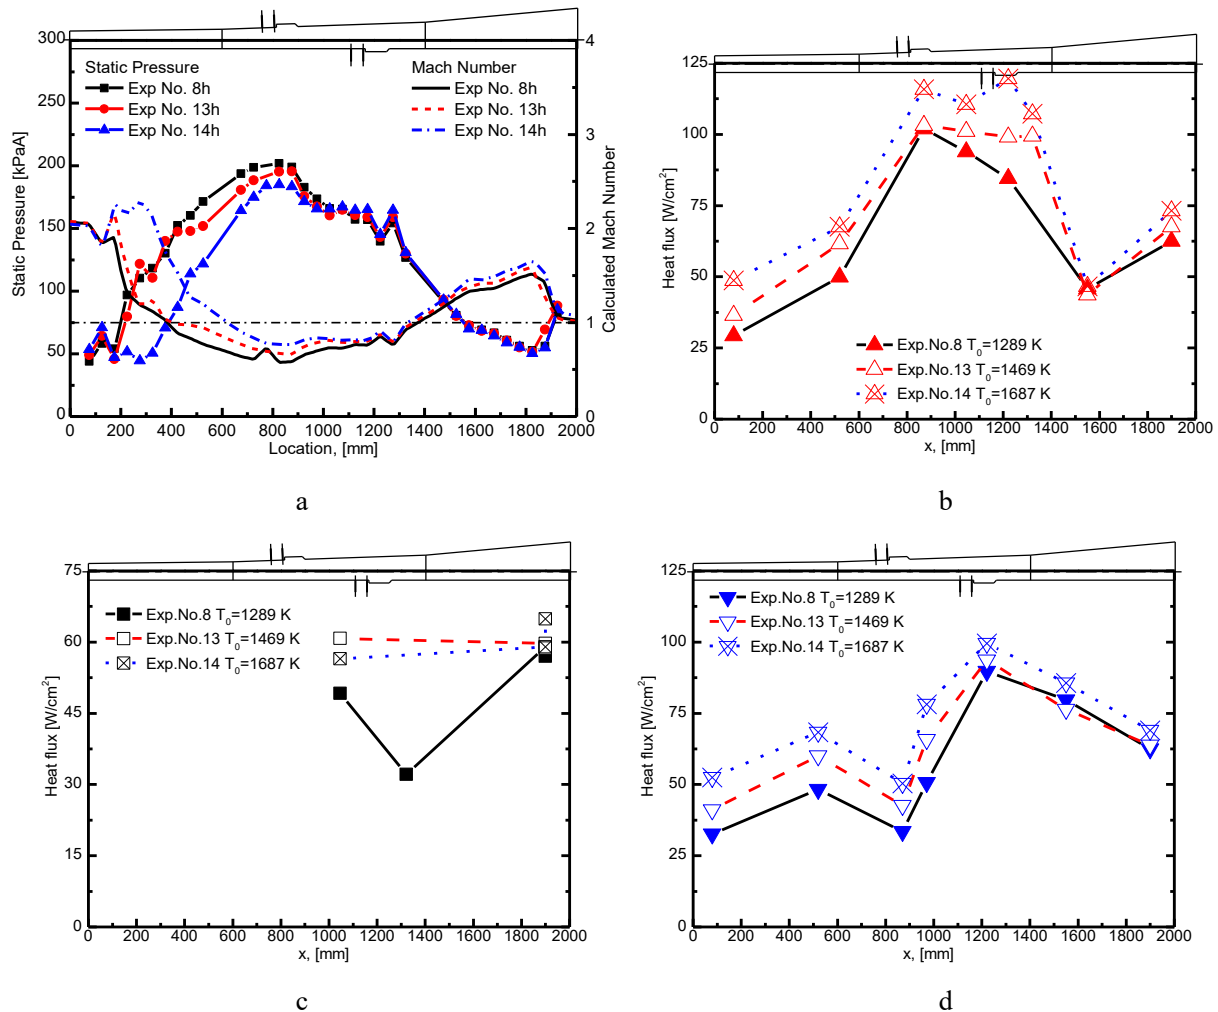 300
250
200
150
100
50
0
Static Pressure [kPaA]
4
3
2
1
0
Calculated Mach Number
Static Pressure
Exp No. 8h
Exp No. 13h
Exp No. 14h
Mach Number
Exp No. 8h
Exp No. 13h
Exp No. 14h
0 200 400 600 800 1000 1200 1400 1600 1800 2000
Location, [mm]
a
125
100
75
50
25
0
Heat flux [W/cm²]
Exp.No.8 T₀=1289 K
Exp.No.13 T₀=1469 K
Exp.No.14 T₀=1687 K
0 200 400 600 800 1000 1200 1400 1600 1800 2000
x, [mm]
b
75
60
45
30
15
0
Heat flux [W/cm²]
Exp.No.8 T₀=1289 K
Exp.No.13 T₀=1469 K
Exp.No.14 T₀=1687 K
0 200 400 600 800 1000 1200 1400 1600 1800 2000
x, [mm]
c
125
100
75
50
25
0
Heat flux [W/cm²]
Exp.No.8 T₀=1289 K
Exp.No.13 T₀=1469 K
Exp.No.14 T₀=1687 K
0 200 400 600 800 1000 1200 1400 1600 1800 2000
x, [mm]
d